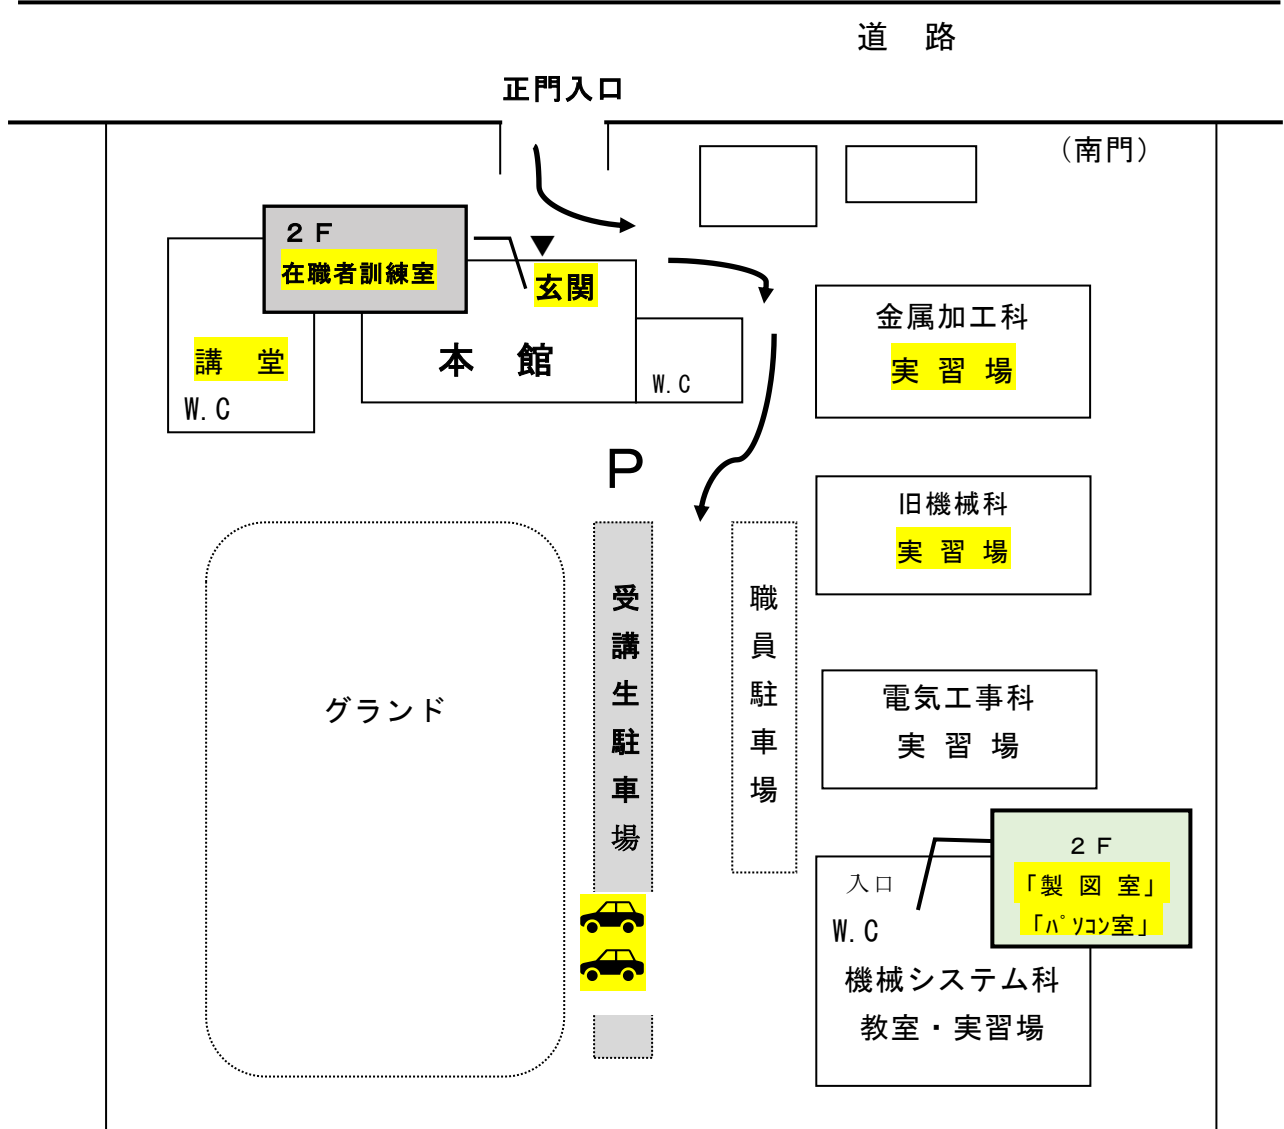 道　路
正門入口
（南門）
２Ｆ
在職者訓練室
玄関
本　館
講　堂
W.C
W.C
金属加工科
実 習 場
P
旧機械科
実 習 場
受講生駐車場
職員駐車場
グランド
電気工事科
実 習 場
２Ｆ
「製 図 室」
「ﾊﾟｿｺﾝ室」
入口
W.C
機械システム科
教室・実習場